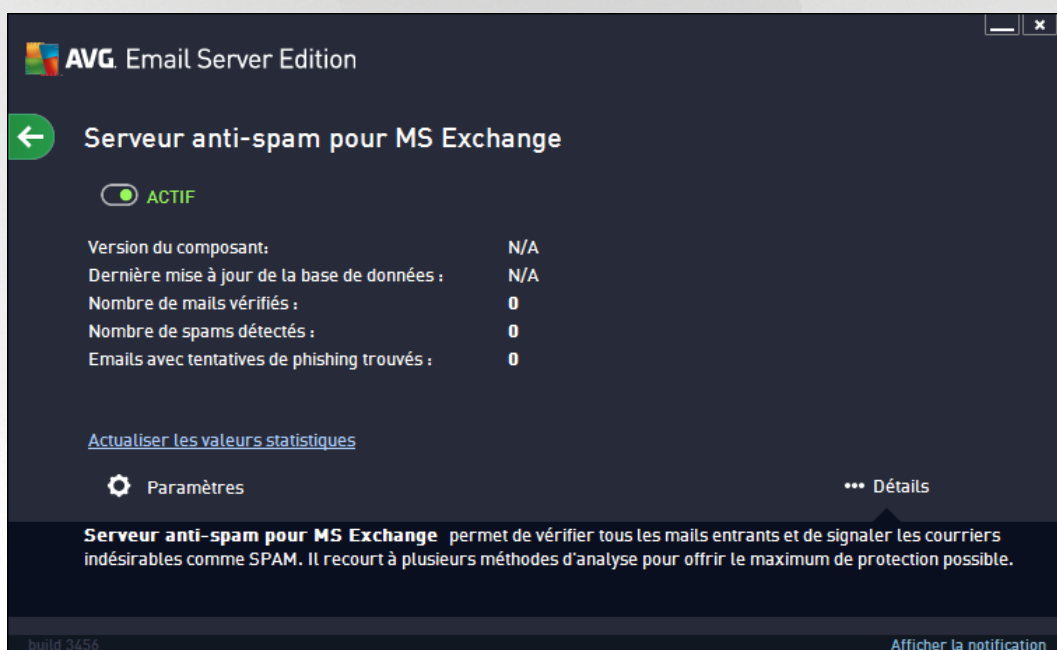 AVG. Email Server Edition
Serveur anti-spam pour MS Exchange
ACTIF
Version du composant: N/A
Dernière mise à jour de la base de données : N/A
Nombre de mails vérifiés : 0
Nombre de spams détectés : 0
Emails avec tentatives de phishing trouvés : 0
Actualiser les valeurs statistiques
Paramètres
••• Détails
Serveur anti-spam pour MS Exchange permet de vérifier tous les mails entrants et de signaler les courriers
indésirables comme SPAM. Il recourt à plusieurs méthodes d'analyse pour offrir le maximum de protection possible.
build 3456
Afficher la notification